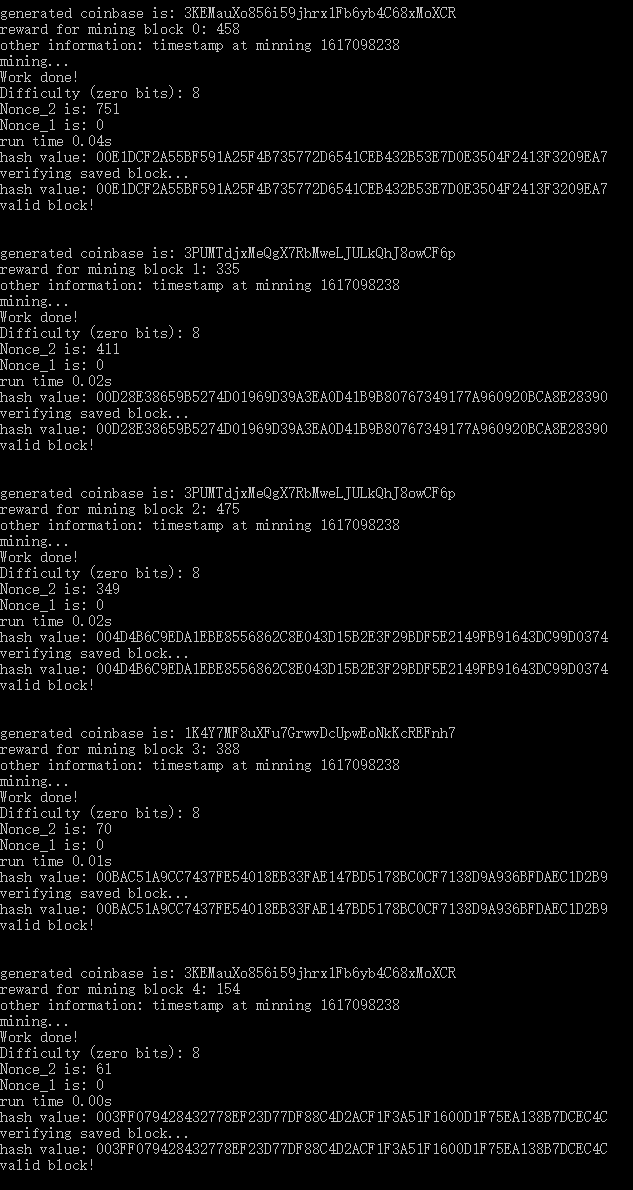 generated coinbase is: 3KEMauXo856i59jhrx1Fb6yb4C68xMoXCR
reward for mining block 0: 458
other information: timestamp at minning 1617098238
mining...
Work done!
Difficulty (zero bits): 8
Nonce_2 is: 751
Nonce_1 is: 0
run time 0.04s
hash value: 00E1DCF2A55BF591A25F4B735772D6541CEB432B53E7D0E3504F2413F3209EA7
verifying saved block...
hash value: 00E1DCF2A55BF591A25F4B735772D6541CEB432B53E7D0E3504F2413F3209EA7
valid block!
generated coinbase is: 3PUMTdjxMeQgX7RbMweLJULkQhJ8owCF6p
reward for mining block 1: 335
other information: timestamp at minning 1617098238
mining...
Work done!
Difficulty (zero bits): 8
Nonce_2 is: 411
Nonce_1 is: 0
run time 0.02s
hash value: 00D28E38659B5274D01969D39A3EA0D41B9B80767349177A960920BCA8E28390
verifying saved block...
hash value: 00D28E38659B5274D01969D39A3EA0D41B9B80767349177A960920BCA8E28390
valid block!
generated coinbase is: 3PUMTdjxMeQgX7RbMweLJULkQhJ8owCF6p
reward for mining block 2: 475
other information: timestamp at minning 1617098238
mining...
Work done!
Difficulty (zero bits): 8
Nonce_2 is: 349
Nonce_1 is: 0
run time 0.02s
hash value: 004D4B6C9EDA1EBE8556862C8E043D15B2E3F29BDF5E2149FB91643DC99D0374
verifying saved block...
hash value: 004D4B6C9EDA1EBE8556862C8E043D15B2E3F29BDF5E2149FB91643DC99D0374
valid block!
generated coinbase is: 1K4Y7MF8uXFu7GrwvDcUpwEoNkKcREFnh7
reward for mining block 3: 388
other information: timestamp at minning 1617098238
mining...
Work done!
Difficulty (zero bits): 8
Nonce_2 is: 70
Nonce_1 is: 0
run time 0.01s
hash value: 00BAC51A9CC7437FE54018EB33FAE147BD5178BC0CF7138D9A936BFDAEC1D2B9
verifying saved block...
hash value: 00BAC51A9CC7437FE54018EB33FAE147BD5178BC0CF7138D9A936BFDAEC1D2B9
valid block!
generated coinbase is: 3KEMauXo856i59jhrx1Fb6yb4C68xMoXCR
reward for mining block 4: 154
other information: timestamp at minning 1617098238
mining...
Work done!
Difficulty (zero bits): 8
Nonce_2 is: 61
Nonce_1 is: 0
run time 0.00s
hash value: 003FF079428432778EF23D77DF88C4D2ACF1F3A51F1600D1F75EA138B7DCEC4C
verifying saved block...
hash value: 003FF079428432778EF23D77DF88C4D2ACF1F3A51F1600D1F75EA138B7DCEC4C
valid block!